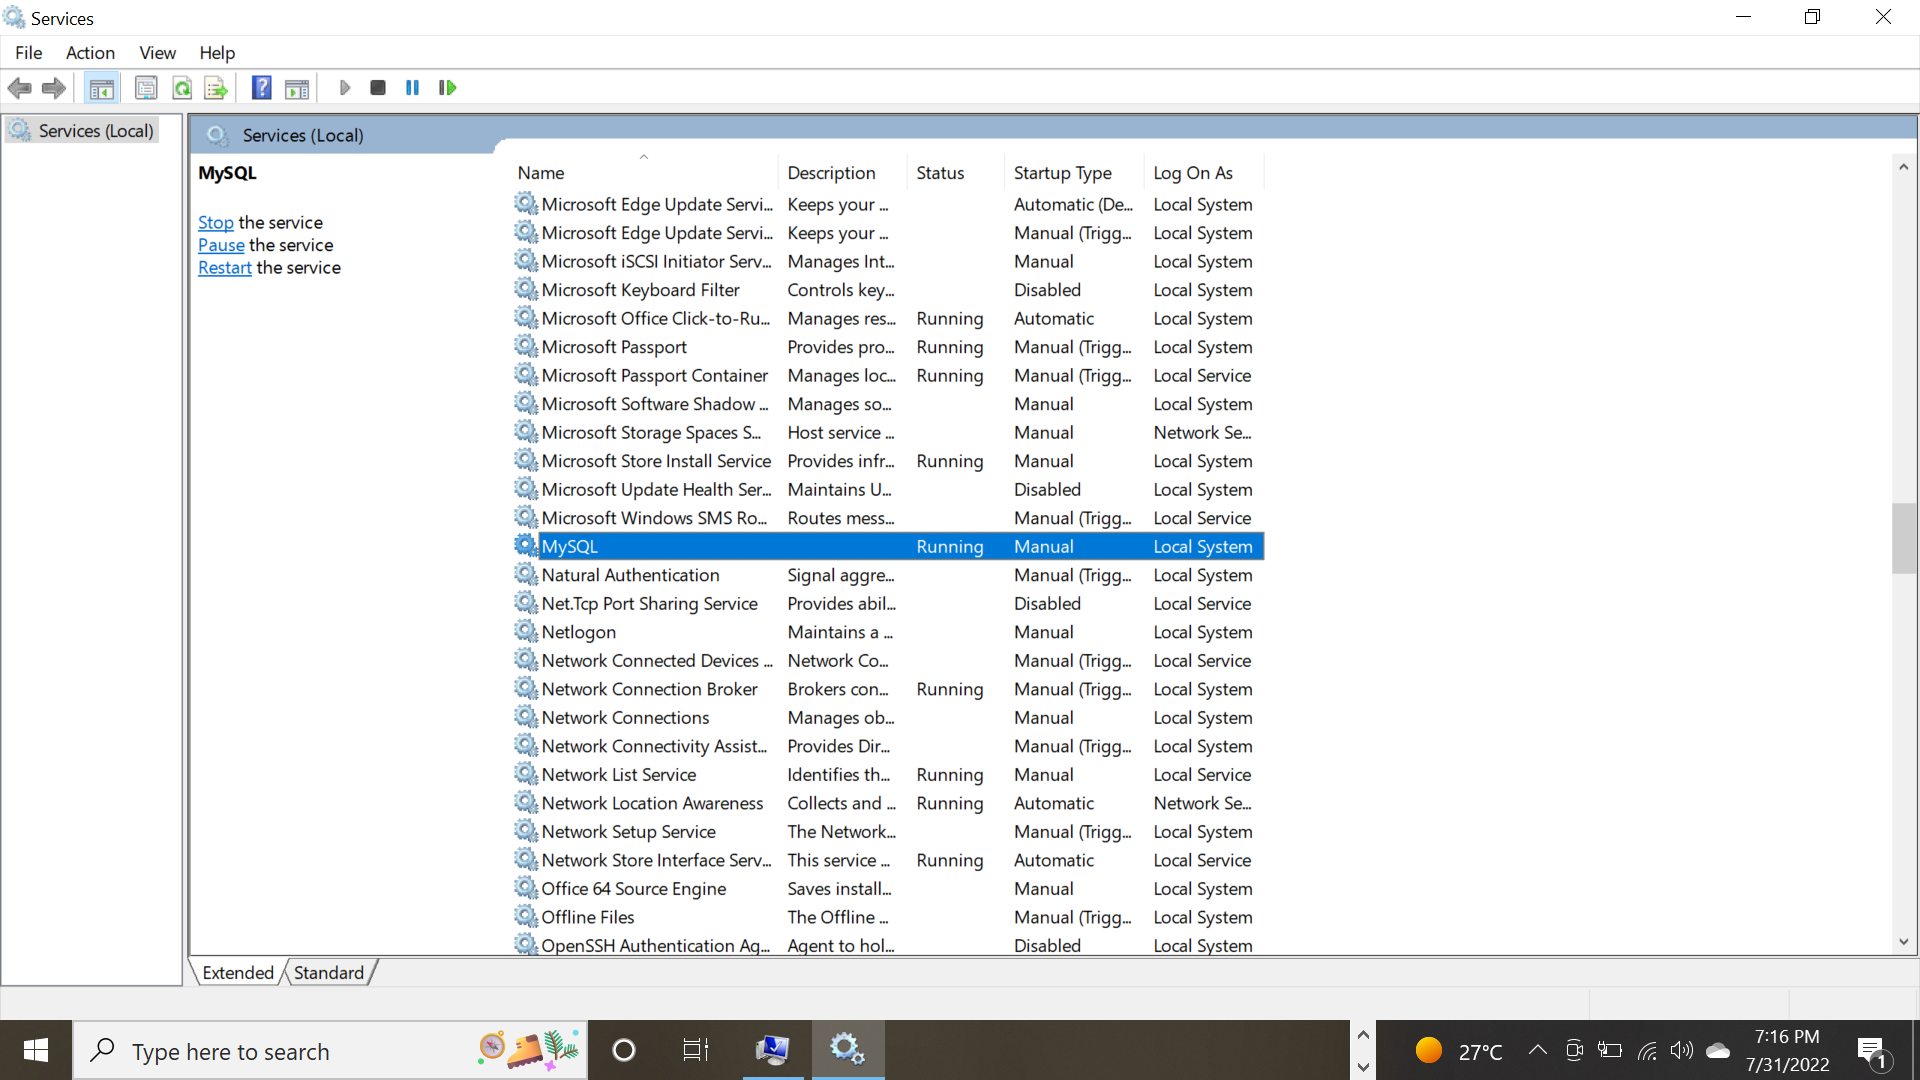 Services
File Action View Help
Services (Local)
Services (Local)
MySQL
Stop the service
Pause the service
Restart the service
Name Description Status Startup Type Log On As
Microsoft Edge Update Servi... Keeps your ... Automatic (De... Local System
Microsoft Edge Update Servi... Keeps your ... Manual (Trigg... Local System
Microsoft iSCSI Initiator Serv... Manages Int... Manual Local System
Microsoft Keyboard Filter Controls key... Disabled Local System
Microsoft Office Click-to-Ru... Manages res... Running Automatic Local System
Microsoft Passport Provides pro... Running Manual (Trigg... Local System
Microsoft Passport Container Manages loc... Running Manual (Trigg... Local Service
Microsoft Software Shadow ... Manages so... Manual Local System
Microsoft Storage Spaces S... Host service ... Manual Network Se...
Microsoft Store Install Service Provides infr... Running Manual Local System
Microsoft Update Health Ser... Maintains U... Disabled Local System
Microsoft Windows SMS Ro... Routes mess... Manual (Trigg... Local Service
MySQL Running Manual Local System
Natural Authentication Signal aggre... Manual (Trigg... Local System
Net.Tcp Port Sharing Service Provides abil... Disabled Local Service
Netlogon Maintains a ... Manual Local System
Network Connected Devices ... Network Co... Manual (Trigg... Local Service
Network Connection Broker Brokers con... Running Manual (Trigg... Local System
Network Connections Manages ob... Manual Local System
Network Connectivity Assist... Provides Dir... Manual (Trigg... Local System
Network List Service Identifies th... Running Manual Local Service
Network Location Awareness Collects and ... Running Automatic Network Se...
Network Setup Service The Network... Manual (Trigg... Local System
Network Store Interface Serv... This service ... Running Automatic Local Service
Office 64 Source Engine Saves install... Manual Local System
Offline Files The Offline ... Manual (Trigg... Local System
OpenSSH Authentication Ag... Agent to hol... Disabled Local System
Extended Standard
Type here to search
27°C
7:16 PM
7/31/2022
1